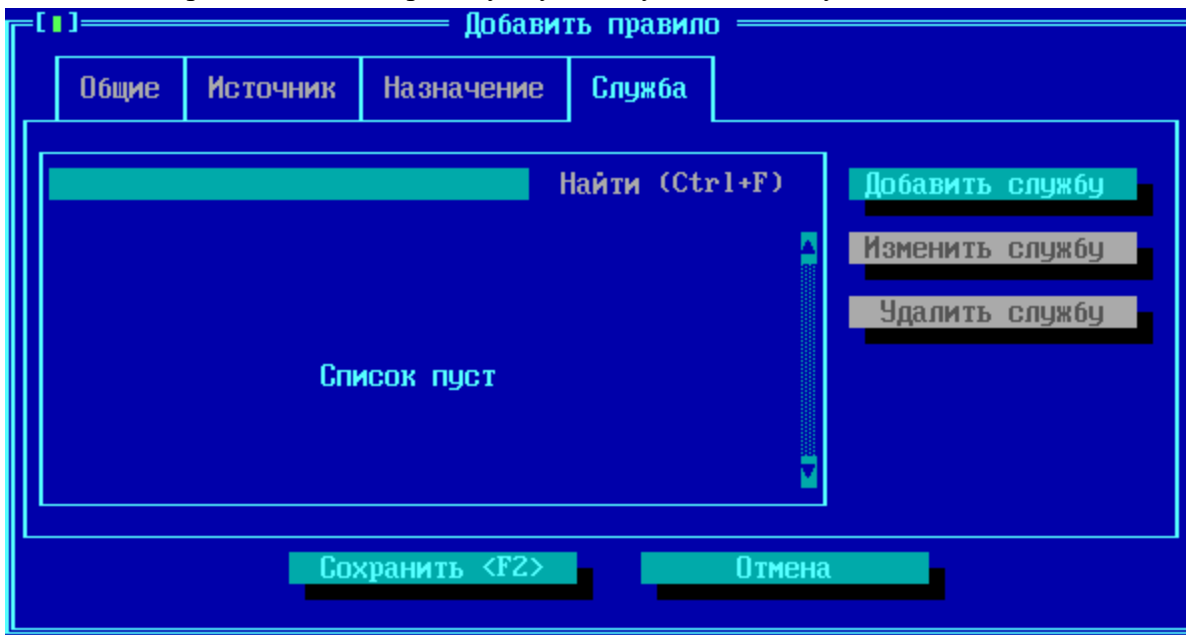 [ ] Добавить правило
Общие Источник Назначение Служба
Найти (Ctrl+F) Добавить службу
Изменить службу
Удалить службу
Список пуст
Сохранить <F2> Отмена